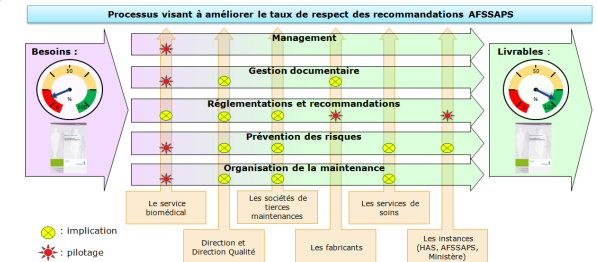 Processus visant à améliorer le taux de respect des recommandations AFSSAPS
Besoins :
Management
Livrables :
Gestion documentaire
50
%
50
%
Réglementations et recommandations
Prévention des risques
Organisation de la maintenance
Le service
biomédical
Les sociétés de
tierces
maintenances
Les services de
soins
: implication
: pilotage
Direction et
Direction Qualité
Les fabricants
Les instances
(HAS, AFSSAPS,
Ministère)